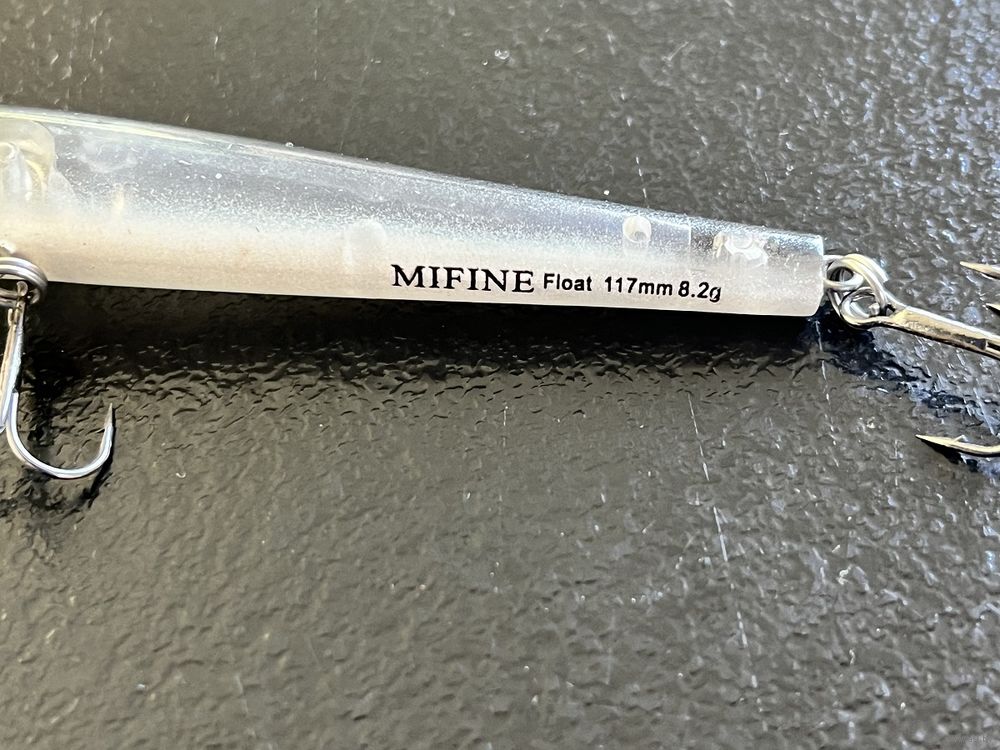 MIFINE Float 117mm 8.2g